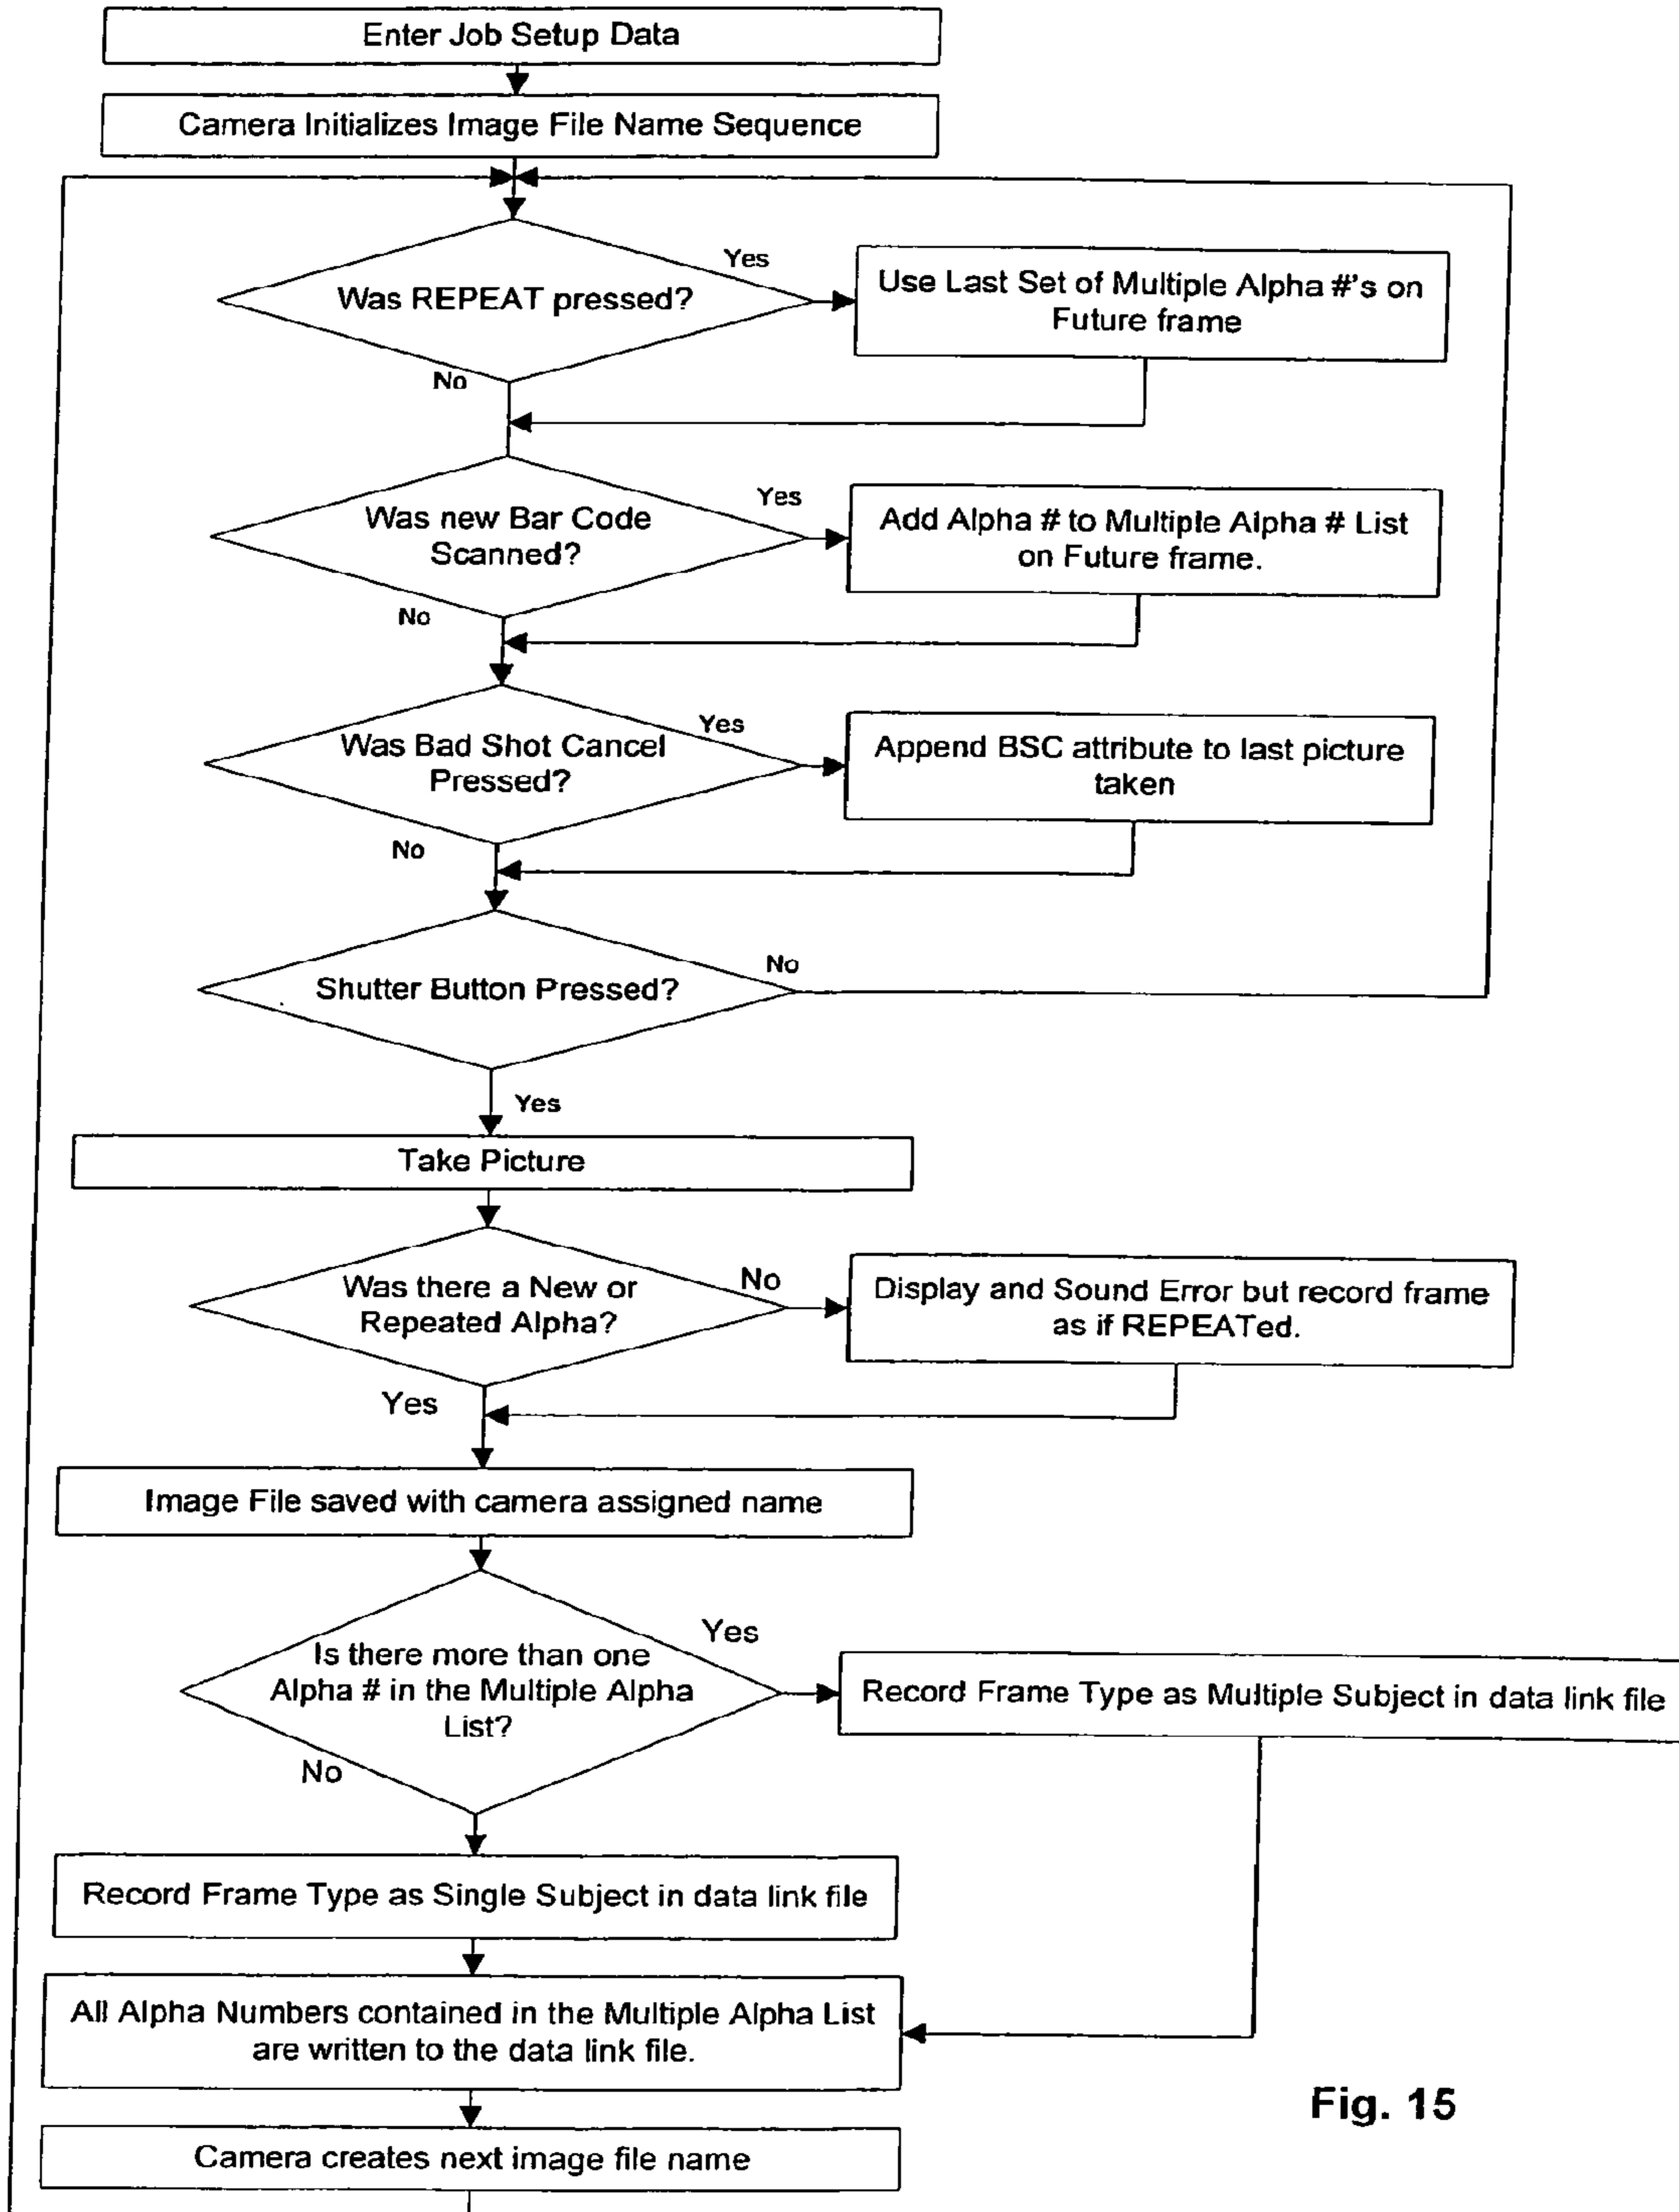 Enter Job Setup Data
Camera Initializes Image File Name Sequence
Was REPEAT pressed?
Yes
Use Last Set of Multiple Alpha #'s on
Future frame
No
Was new Bar Code
Scanned?
Yes
Add Alpha # to Multiple Alpha # List
on Future frame.
No
Was Bad Shot Cancel
Pressed?
Yes
Append BSC attribute to last picture
taken
No
Shutter Button Pressed?
No
Yes
Take Picture
Was there a New or
Repeated Alpha?
No
Display and Sound Error but record frame
as if REPEATed.
Yes
Image File saved with camera assigned name
Is there more than one
Alpha # in the Multiple Alpha
List?
Yes
Record Frame Type as Multiple Subject in data link file
No
Record Frame Type as Single Subject in data link file
All Alpha Numbers contained in the Multiple Alpha List
are written to the data link file.
Camera creates next image file name
Fig. 15